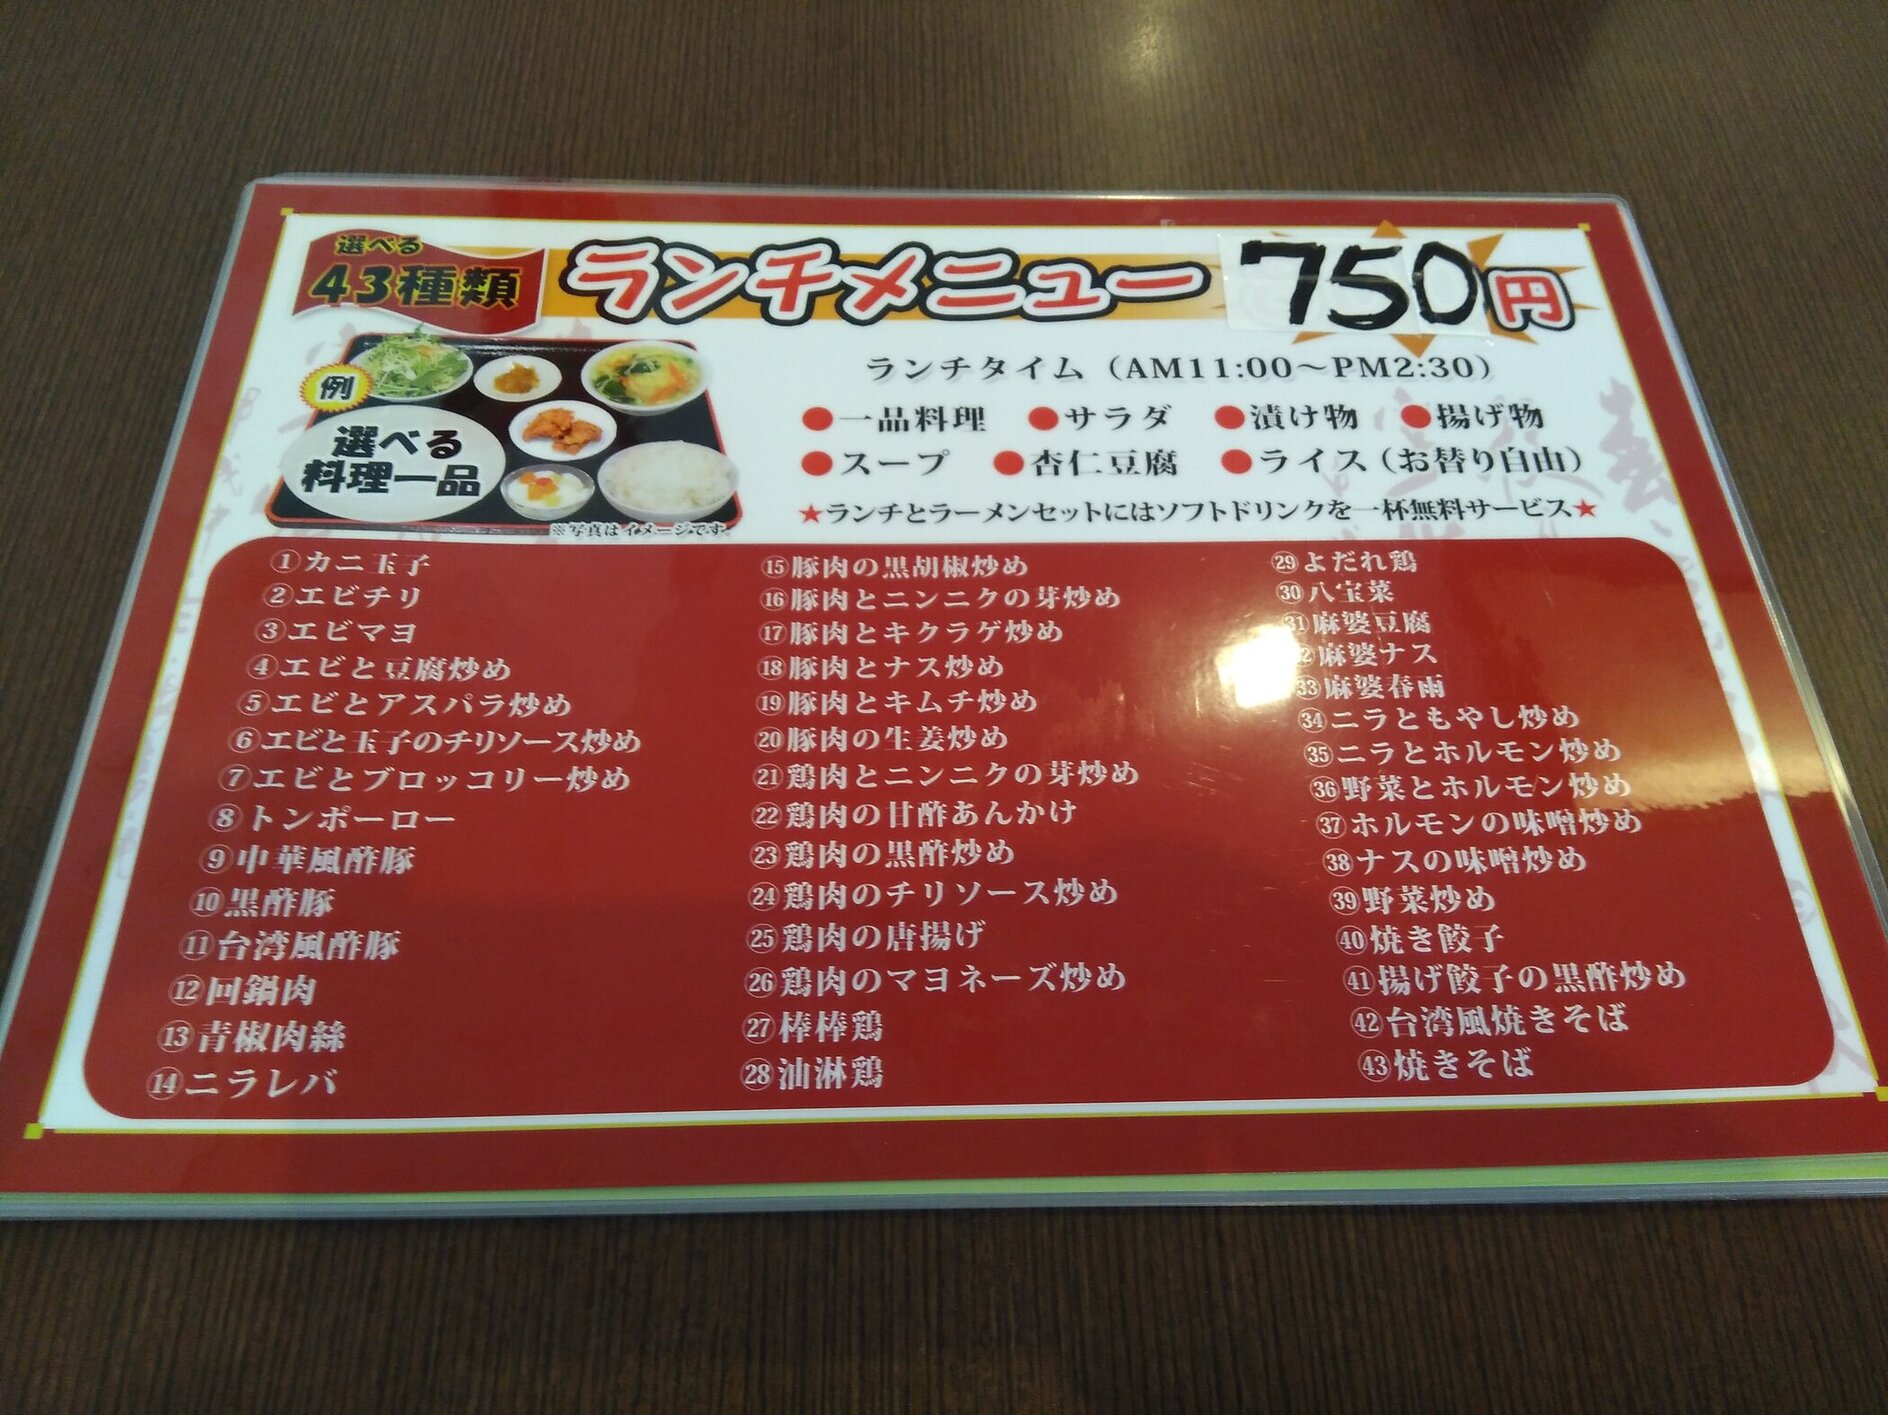 選べる
43種類
ランチメニュー
750円
例
選べる
料理一品
※写真はイメージです。
ランチタイム（AM11:00～PM2:30）
●一品料理 ●サラダ ●漬け物 ●揚げ物
●スープ ●杏仁豆腐 ●ライス（お替り自由）
★ランチとラーメンセットにはソフトドリンクを一杯無料サービス★
①カニ玉子
②エビチリ
③エビマヨ
④エビと豆腐炒め
⑤エビとアスパラ炒め
⑥エビと玉子のチリソース炒め
⑦エビとブロッコリー炒め
⑧トンポーロー
⑨中華風酢豚
⑩黒酢豚
⑪台湾風酢豚
⑫回鍋肉
⑬青椒肉絲
⑭ニラレバ
⑮豚肉の黒胡椒炒め
⑯豚肉とニンニクの芽炒め
⑰豚肉とキクラゲ炒め
⑱豚肉とナス炒め
⑲豚肉とキムチ炒め
⑳豚肉の生姜炒め
㉑鶏肉とニンニクの芽炒め
㉒鶏肉の甘酢あんかけ
㉓鶏肉の黒酢炒め
㉔鶏肉のチリソース炒め
㉕鶏肉の唐揚げ
㉖鶏肉のマヨネーズ炒め
㉗棒棒鶏
㉘油淋鶏
㉙よだれ鶏
㉚八宝菜
㉛麻婆豆腐
㉜麻婆ナス
㉝麻婆春雨
㉞ニラともやし炒め
㉟ニラとホルモン炒め
㊱野菜とホルモン炒め
㊲ホルモンの味噌炒め
㊳ナスの味噌炒め
㊴野菜炒め
㊵焼き餃子
㊶揚げ餃子の黒酢炒め
㊷台湾風焼きそば
㊸焼きそば